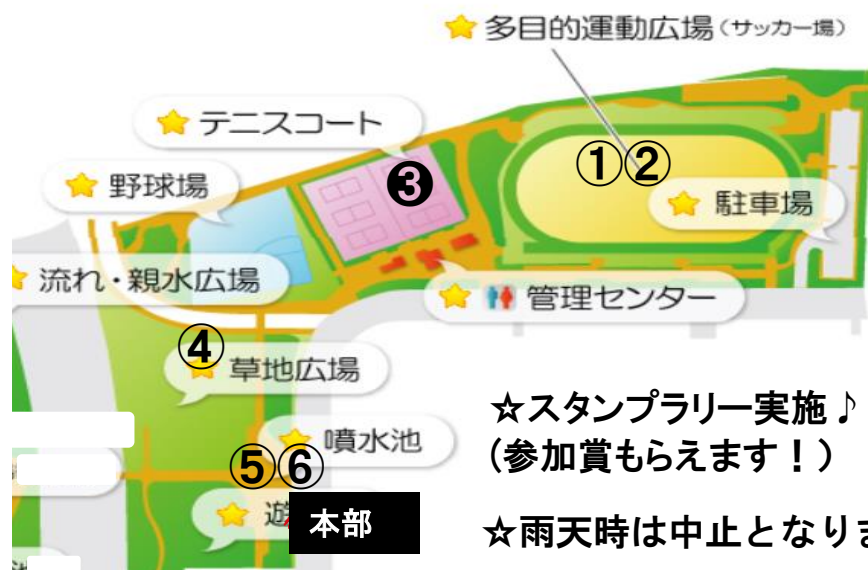 多目的運動広場(サッカー場)
テニスコート
①②
❸
野球場
駐車場
流れ・親水広場
管理センター
④
草地広場
☆スタンプラリー実施♪
(参加賞もらえます！)
噴水池
⑤⑥
遊
本部
☆雨天時は中止となりま